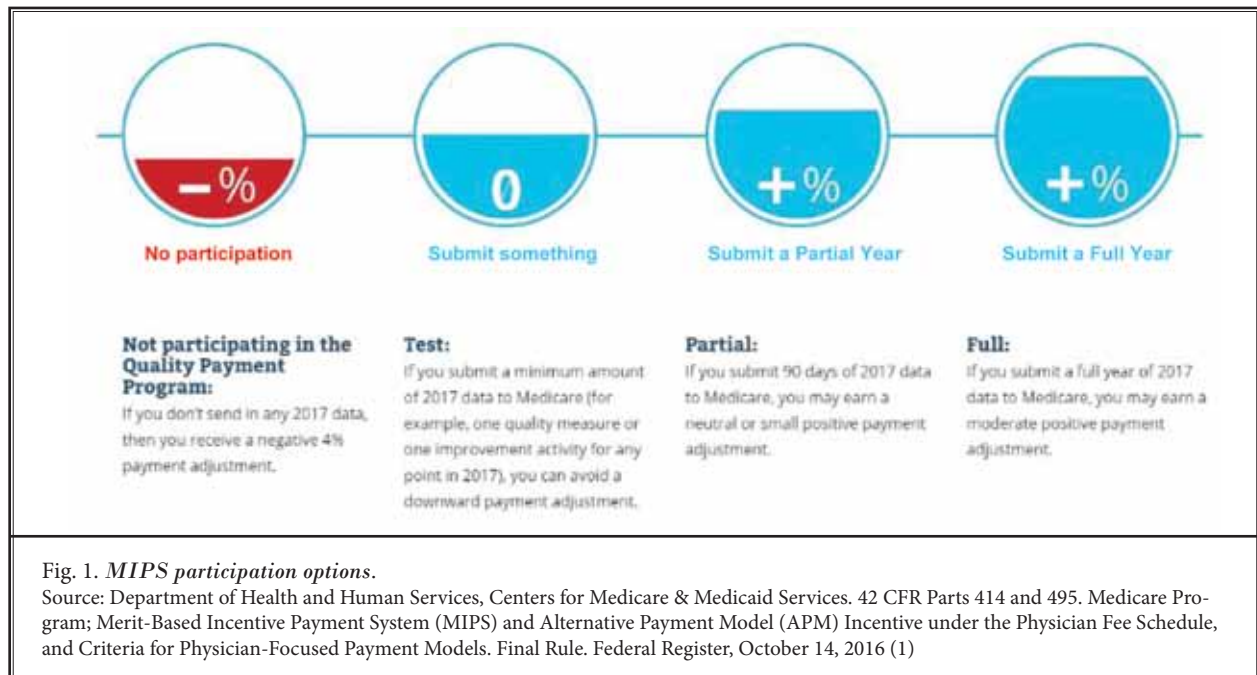 –%
0
+%
+%
No participation
Submit something
Submit a Partial Year
Submit a Full Year
Not participating in the
Quality Payment
Program:
If you don't send in any 2017 data,
then you receive a negative 4%
payment adjustment.
Test:
If you submit a minimum amount
of 2017 data to Medicare (for
example, one quality measure or
one improvement activity for any
point in 2017), you can avoid a
downward payment adjustment.
Partial:
If you submit 90 days of 2017 data
to Medicare, you may earn a
neutral or small positive payment
adjustment.
Full:
If you submit a full year of 2017
data to Medicare, you may earn a
moderate positive payment
adjustment.
Fig. 1. MIPS participation options.
Source: Department of Health and Human Services, Centers for Medicare & Medicaid Services. 42 CFR Parts 414 and 495. Medicare Pro-
gram; Merit-Based Incentive Payment System (MIPS) and Alternative Payment Model (APM) Incentive under the Physician Fee Schedule,
and Criteria for Physician-Focused Payment Models. Final Rule. Federal Register, October 14, 2016 (1)